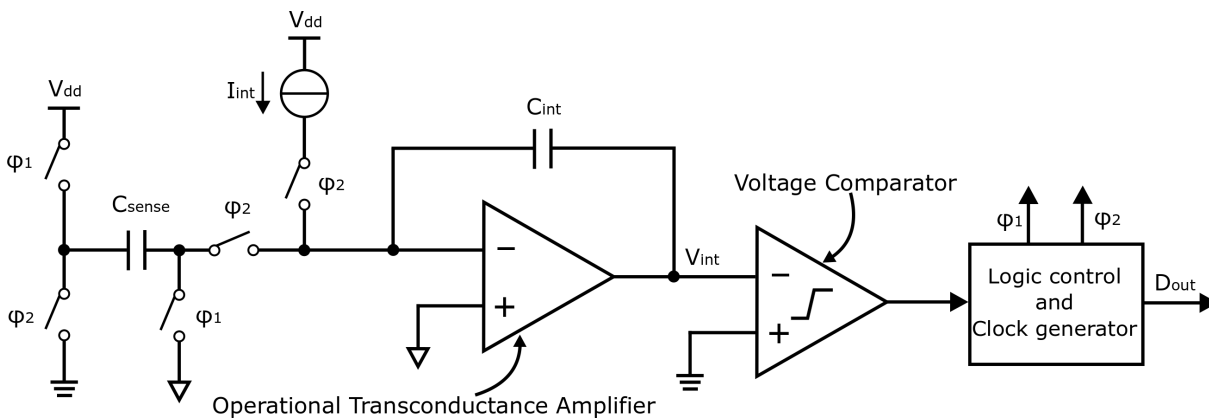 Vdd
Iint
Vdd
φ1
φ2
Cint
Csense
φ2
φ2
φ1
Vint
Voltage Comparator
φ1
φ2
Logic control
and
Clock generator
Dout
−
+
−
+
Operational Transconductance Amplifier